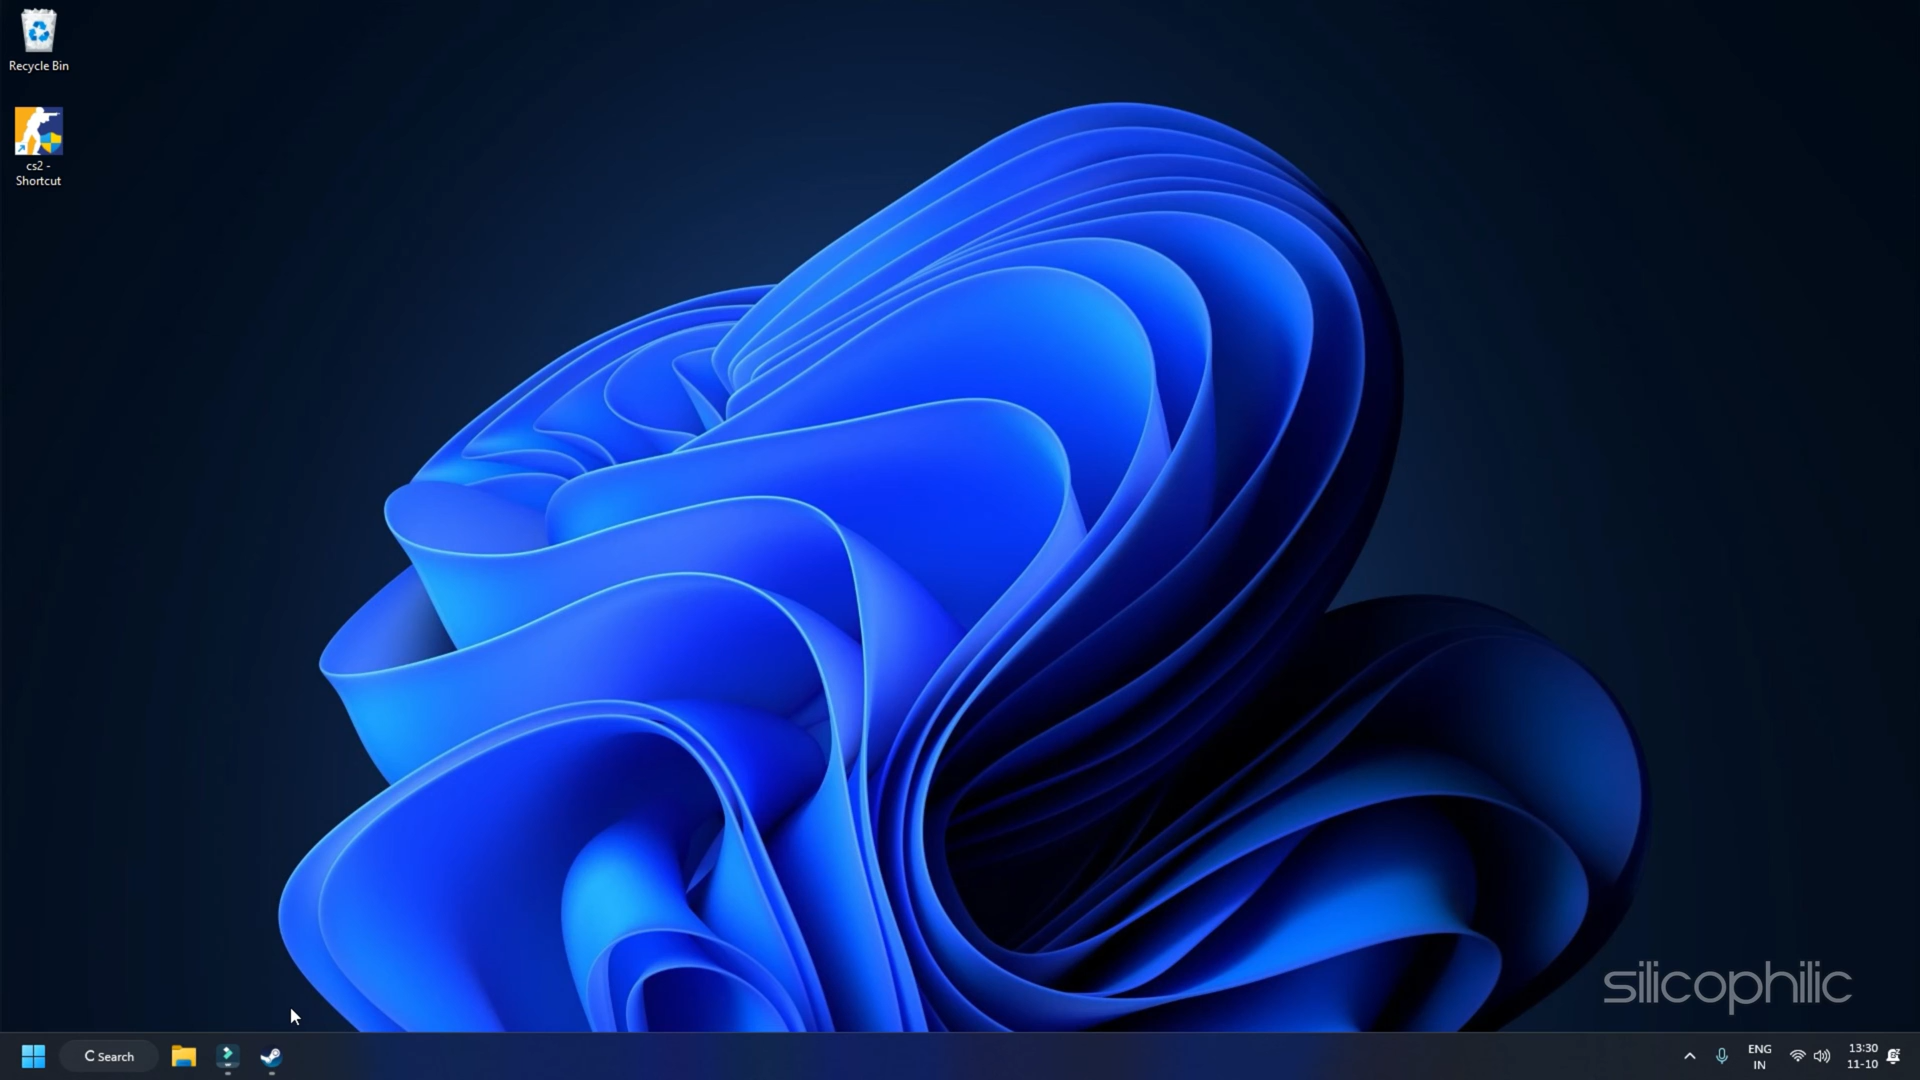 Recycle Bin
cs2 -
Shortcut
silicophilic
Search
ENG
IN
13:30
11-10